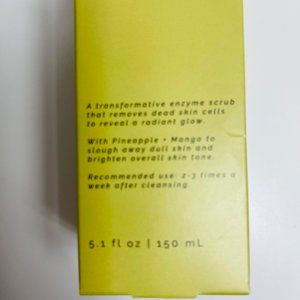 A transformative enzyme scrub
that removes dead skin cells
to reveal a radiant glow.
With Pineapple + Mango to
slough away dull skin and
brighten overall skin tone.
Recommended use: 2-3 times a
week after cleansing.
5.1 fl oz | 150 mL